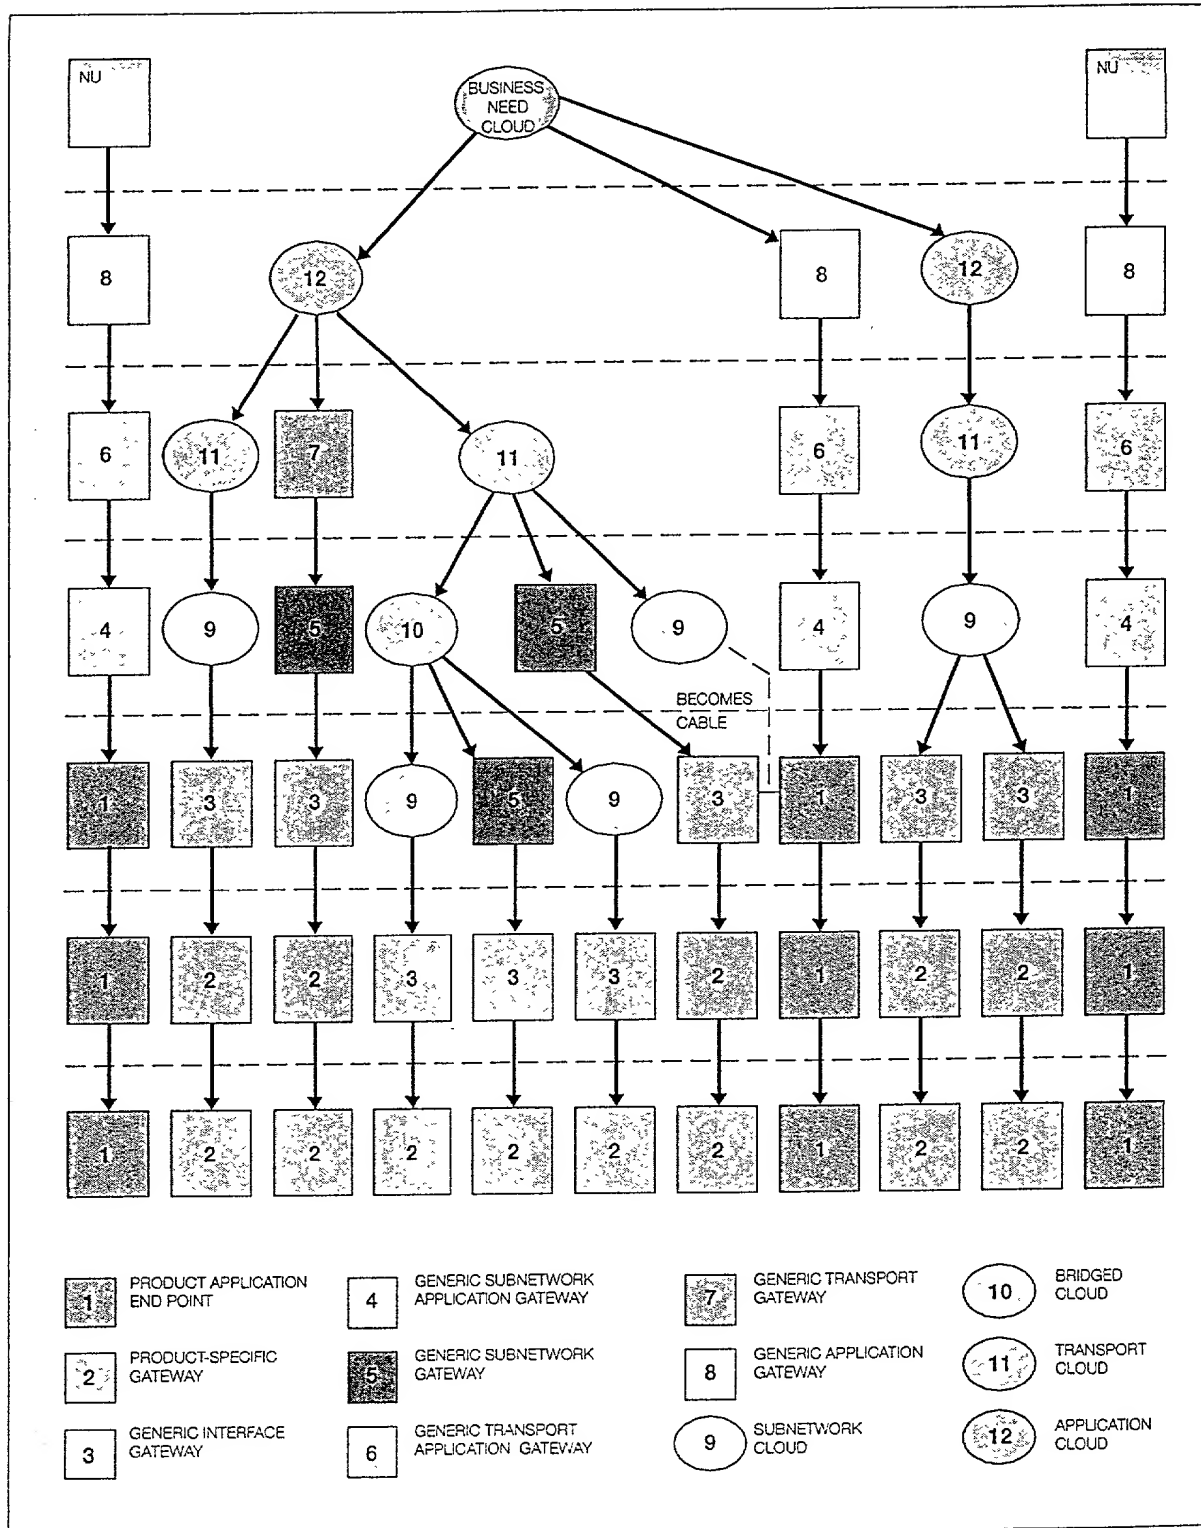 NU
BUSINESS
NEED
CLOUD
NU
8
12
8
12
8
6
11
7
11
6
11
6
4
9
5
10
5
9
4
9
4
BECOMES
CABLE
1
3
3
9
5
9
3
1
3
3
1
1
2
2
3
3
3
2
1
2
2
1
1
2
2
2
2
2
2
1
2
2
1
1
PRODUCT APPLICATION
END POINT
2
PRODUCT-SPECIFIC
GATEWAY
3
GENERIC INTERFACE
GATEWAY
4
GENERIC SUBNETWORK
APPLICATION GATEWAY
5
GENERIC SUBNETWORK
GATEWAY
6
GENERIC TRANSPORT
APPLICATION GATEWAY
7
GENERIC TRANSPORT
GATEWAY
8
GENERIC APPLICATION
GATEWAY
9
SUBNETWORK
CLOUD
10
BRIDGED
CLOUD
11
TRANSPORT
CLOUD
12
APPLICATION
CLOUD